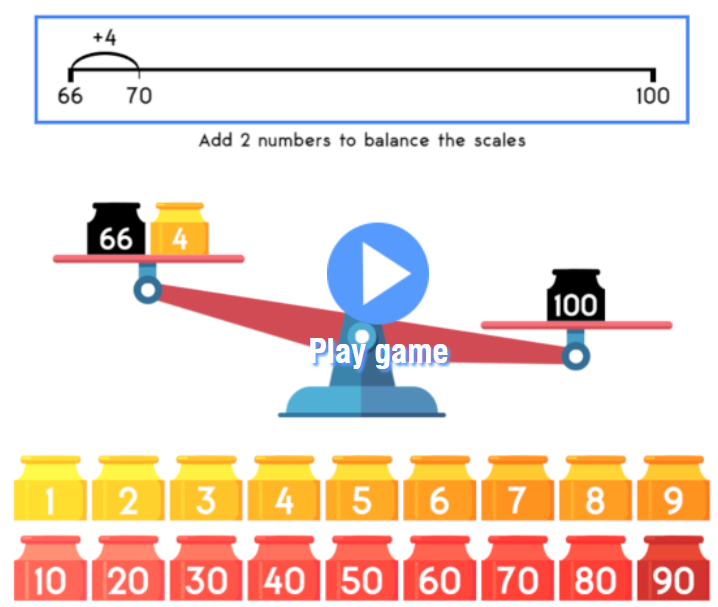 +4
66 70 100
Add 2 numbers to balance the scales
66 4
100
Play game
1 2 3 4 5 6 7 8 9
10 20 30 40 50 60 70 80 90